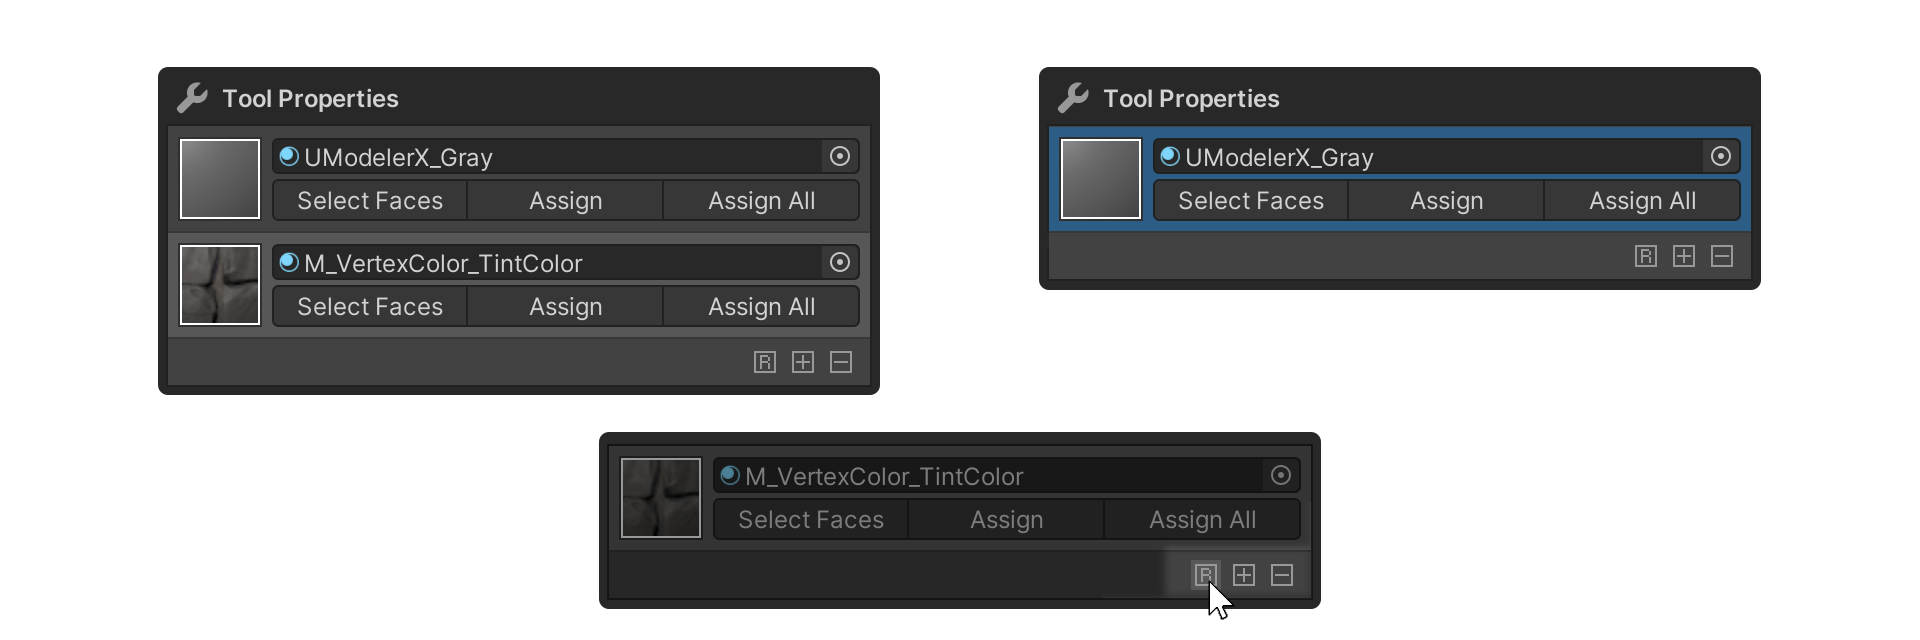 Tool Properties
UModelerX_Gray
Select Faces Assign Assign All
M_VertexColor_TintColor
Select Faces Assign Assign All
R
Tool Properties
UModelerX_Gray
Select Faces Assign Assign All
R
M_VertexColor_TintColor
Select Faces Assign Assign All
R